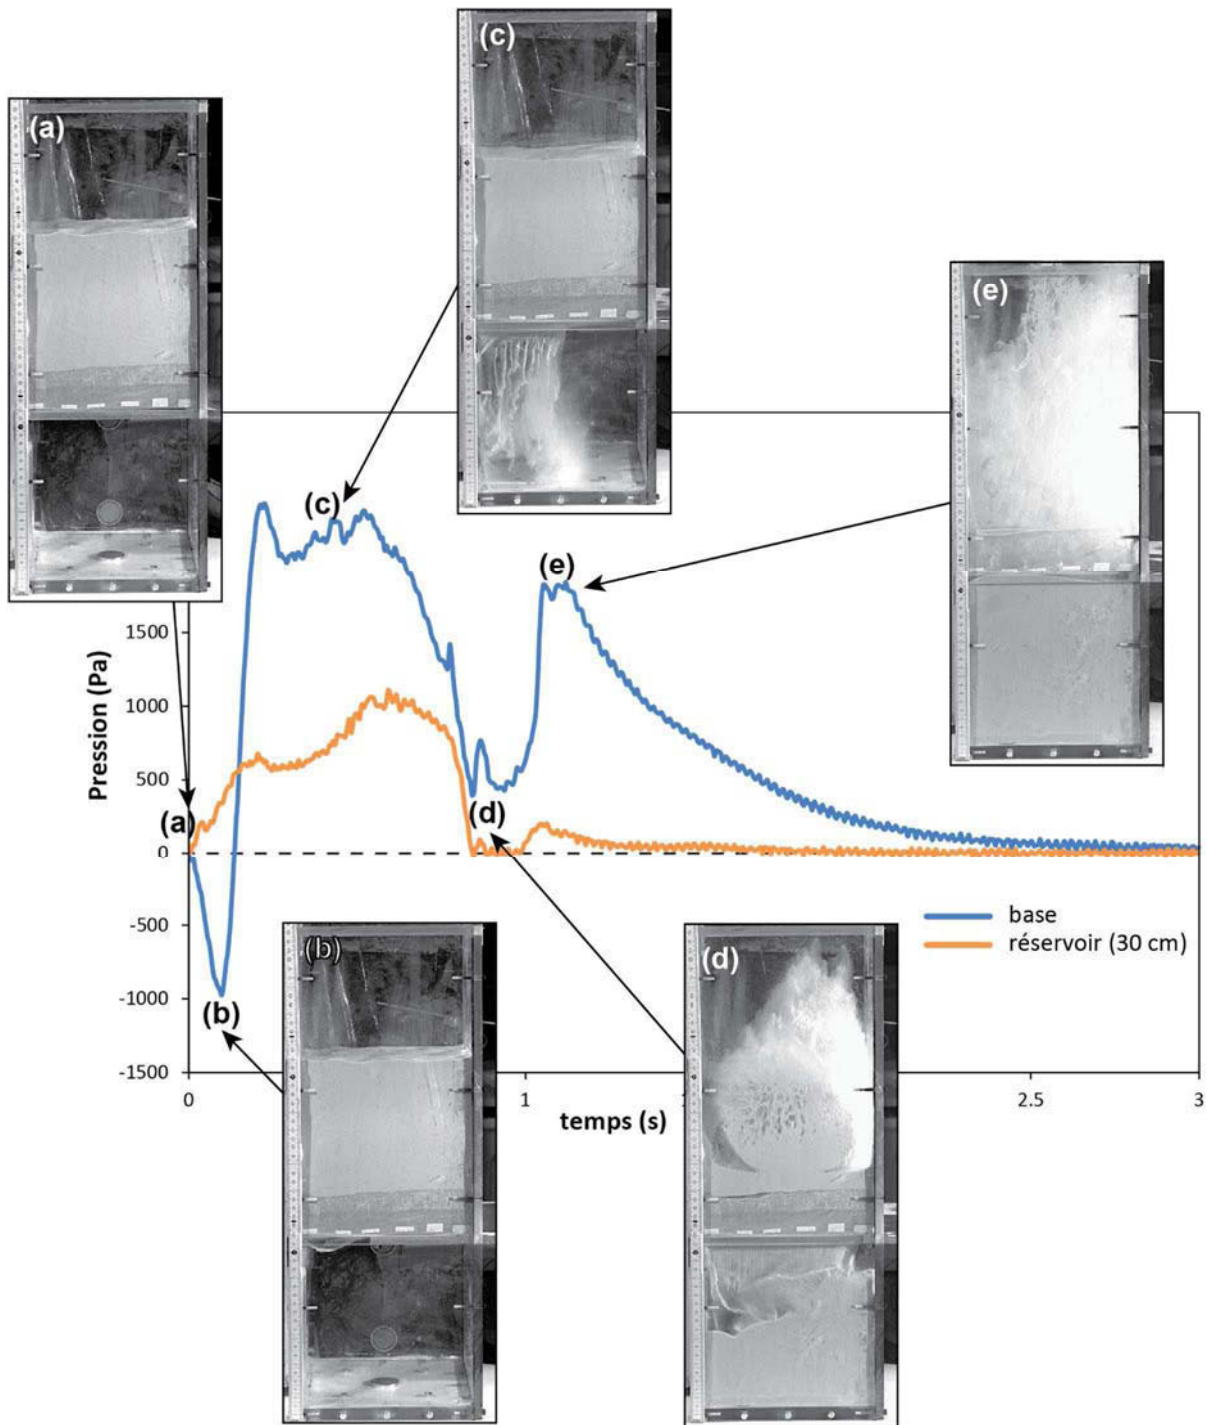 (c)
(a)
(e)
(c)
(e)
1500
1000
500
0
-500
-1000
-1500
Pression (Pa)
(a)
(d)
(b)
base
réservoir (30 cm)
(b)
(d)
0
1
2.5
3
temps (s)